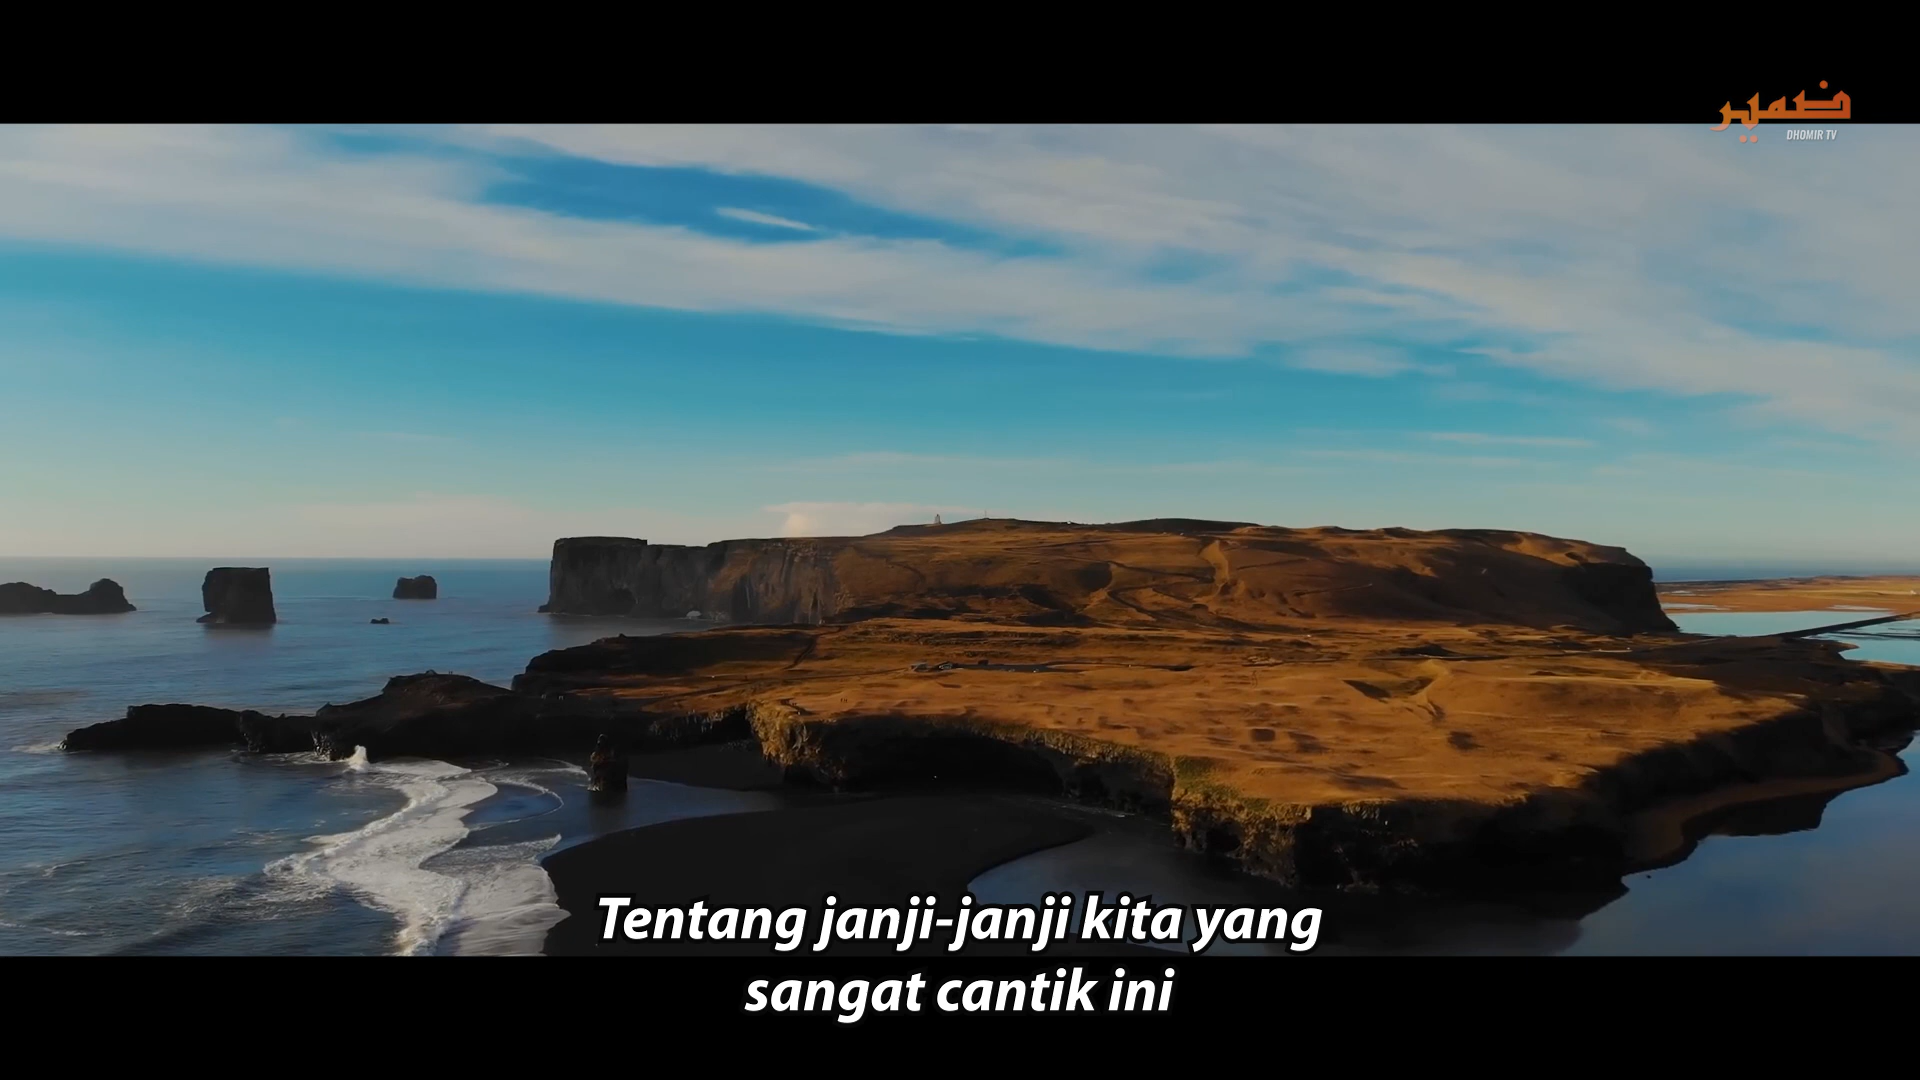 ضمير
DHOMIR TV
Tentang janji-janji kita yang
sangat cantik ini